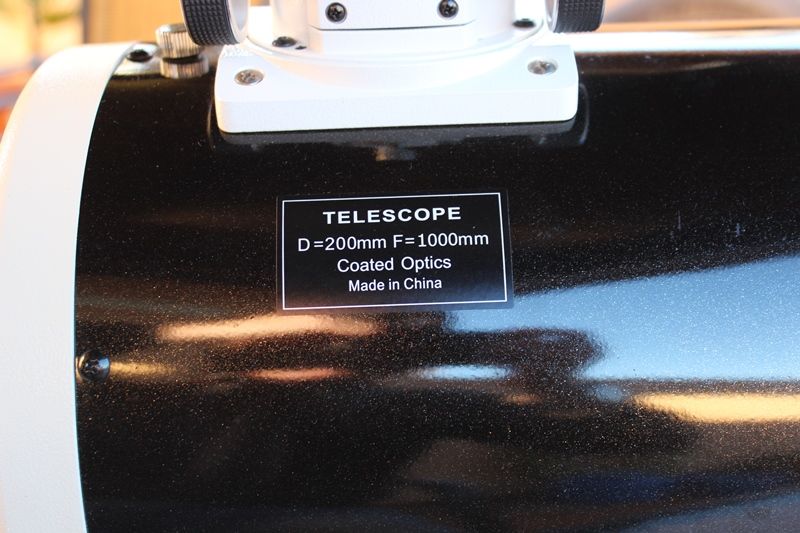 TELESCOPE
D=200mm F=1000mm
Coated Optics
Made in China